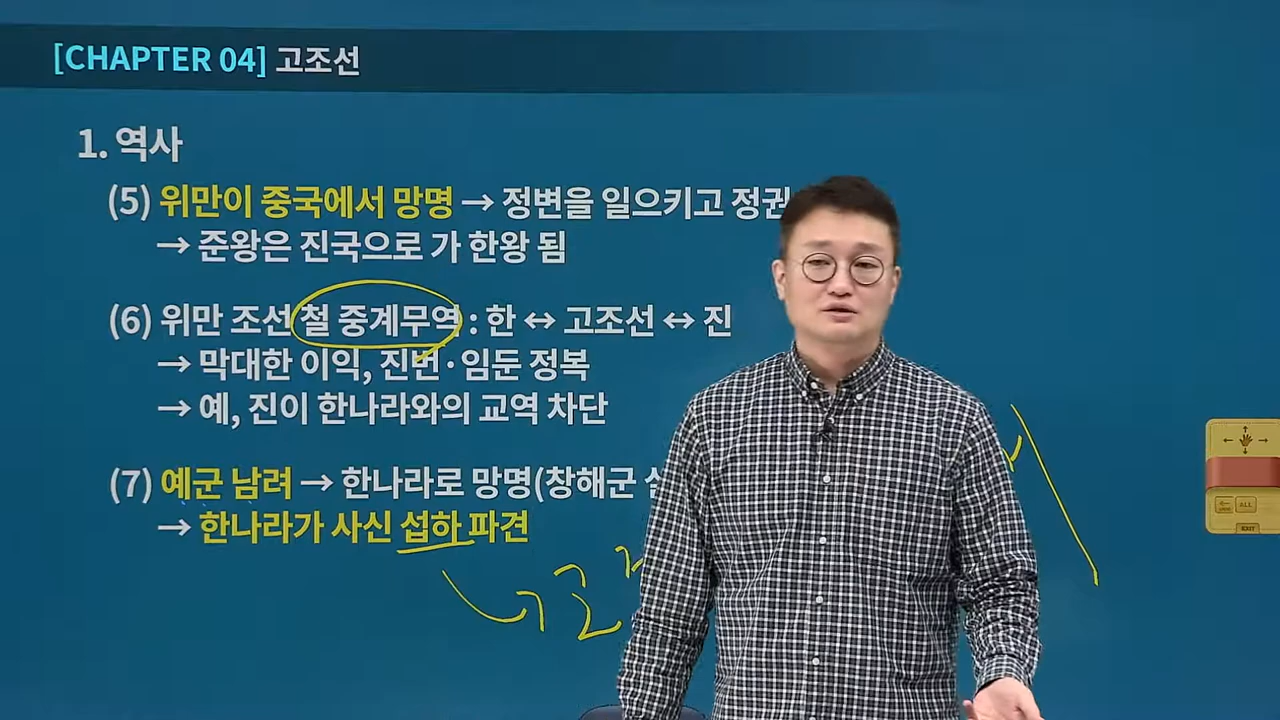 [CHAPTER 04] 고조선
1. 역사
(5) 위만이 중국에서 망명 → 정변을 일으키고 정권
→ 준왕은 진국으로 가 한왕 됨
(6) 위만 조선 철 중계무역 : 한 ↔ 고조선 ↔ 진
→ 막대한 이익, 진번·임둔 정복
→ 예, 진이 한나라와의 교역 차단
(7) 예군 남려 → 한나라로 망명(창해군
→ 한나라가 사신 섭하 파견
ALL
EXIT